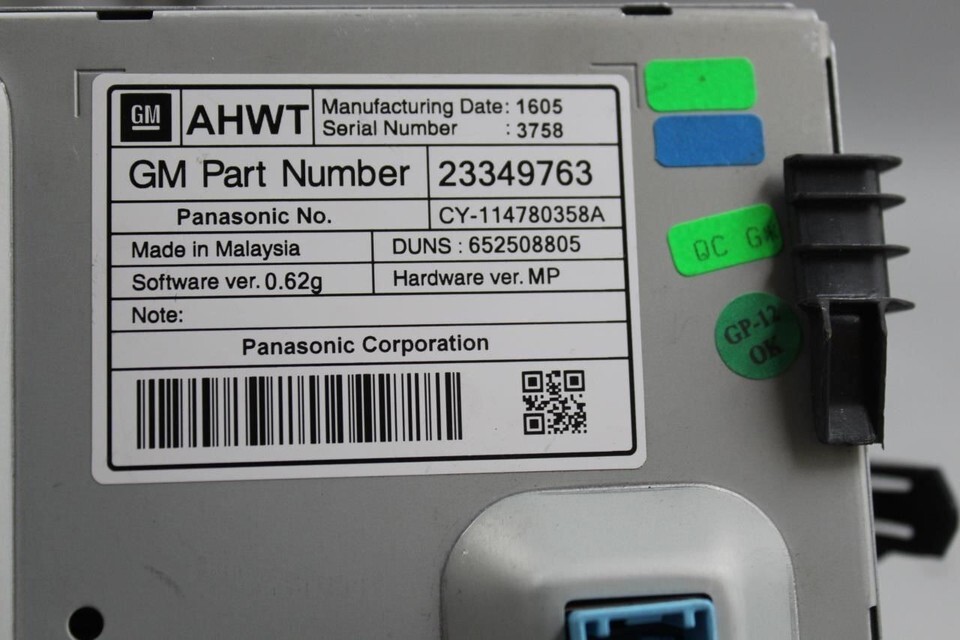 GM
AHWT
Manufacturing Date: 1605
Serial Number : 3758
GM Part Number 23349763
Panasonic No. CY-114780358A
Made in Malaysia DUNS : 652508805
Software ver. 0.62g Hardware ver. MP
Note:
Panasonic Corporation
QC
GP-12
OK